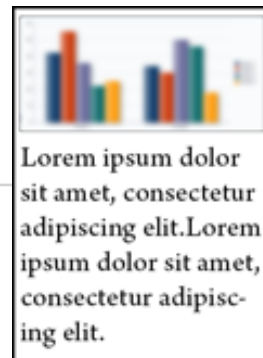 Lorem ipsum dolor
sit amet, consectetur
adipiscing elit.Lorem
ipsum dolor sit amet,
consectetur adipisc-
ing elit.